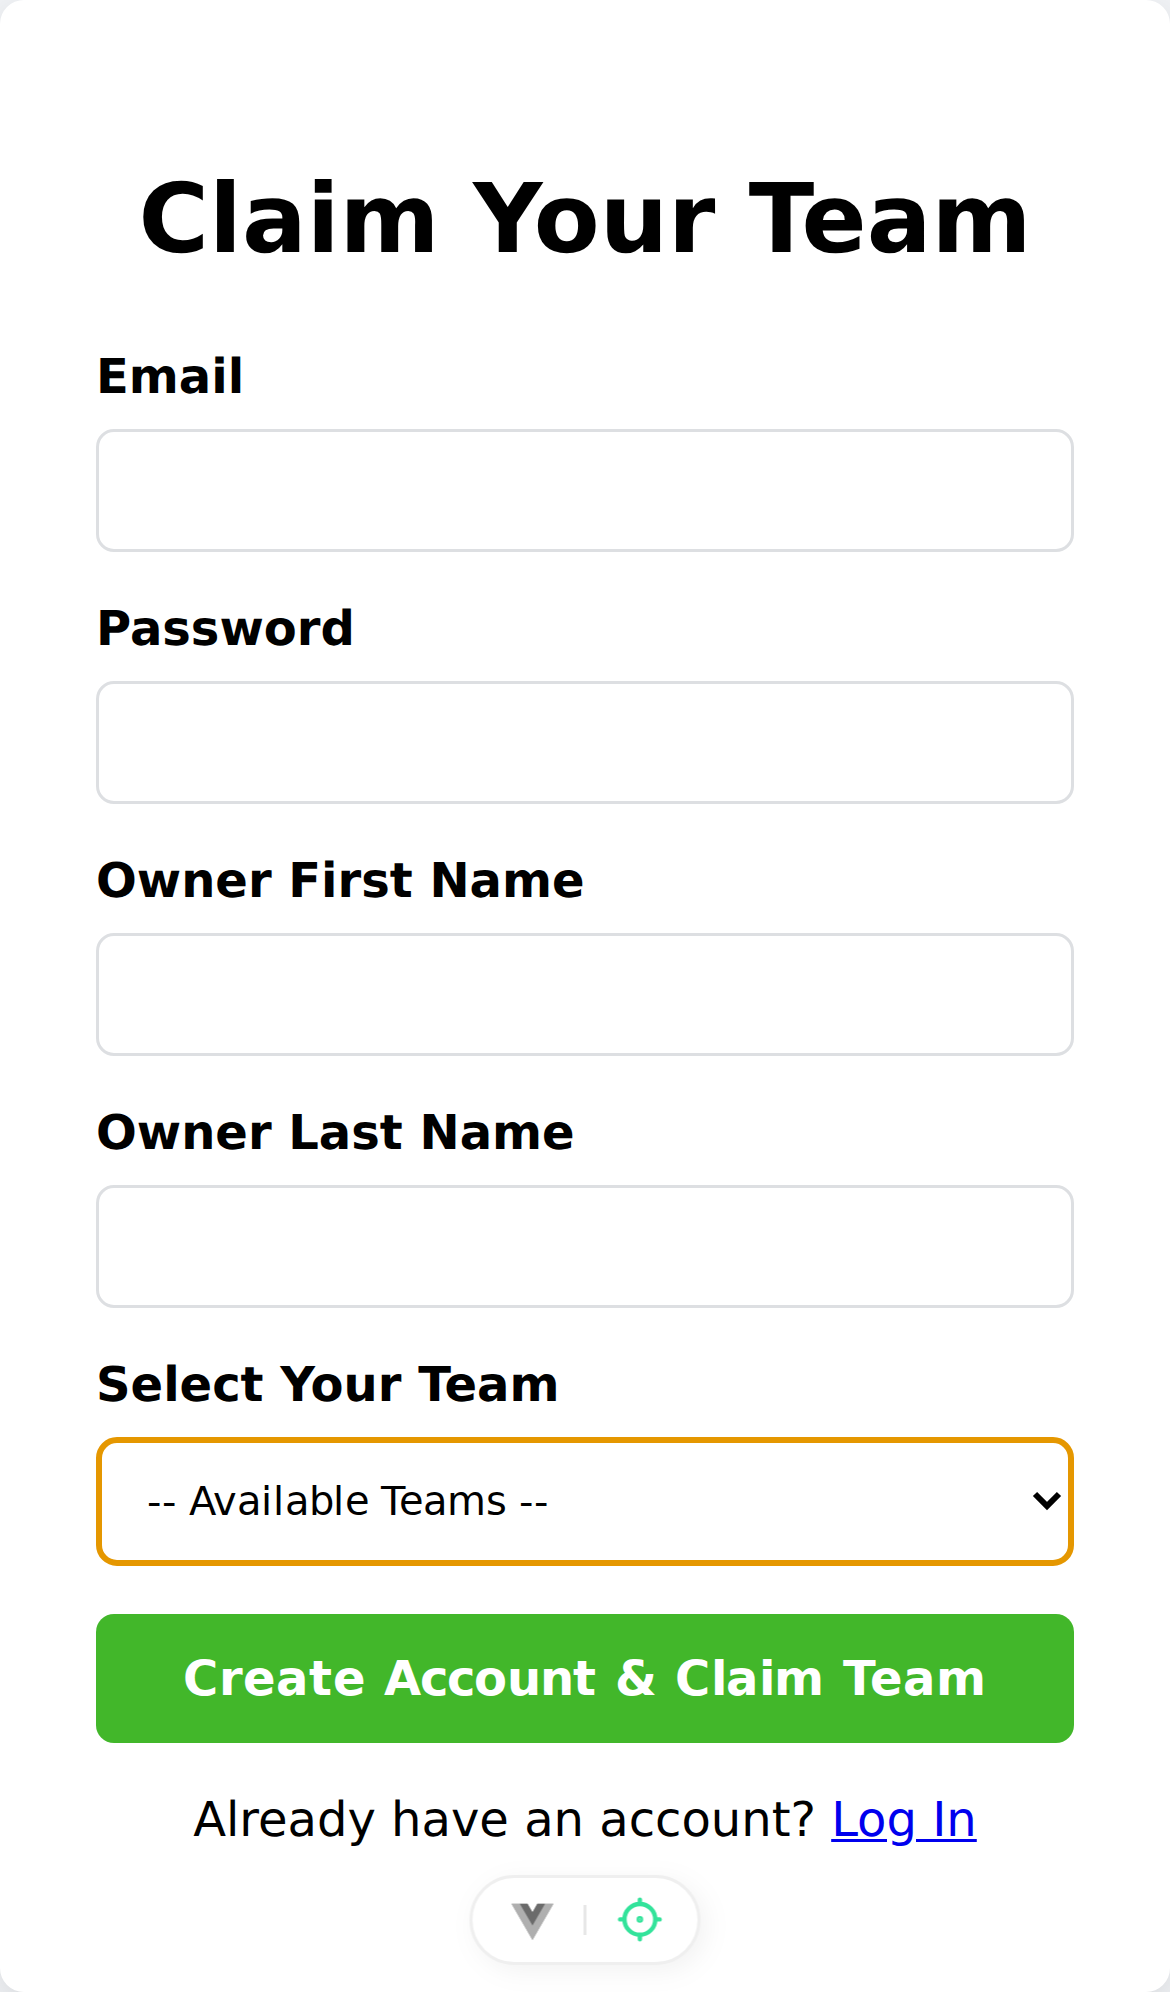 Claim Your Team
Email
Password
Owner First Name
Owner Last Name
Select Your Team
-- Available Teams --
Create Account & Claim Team
Already have an account? Log In